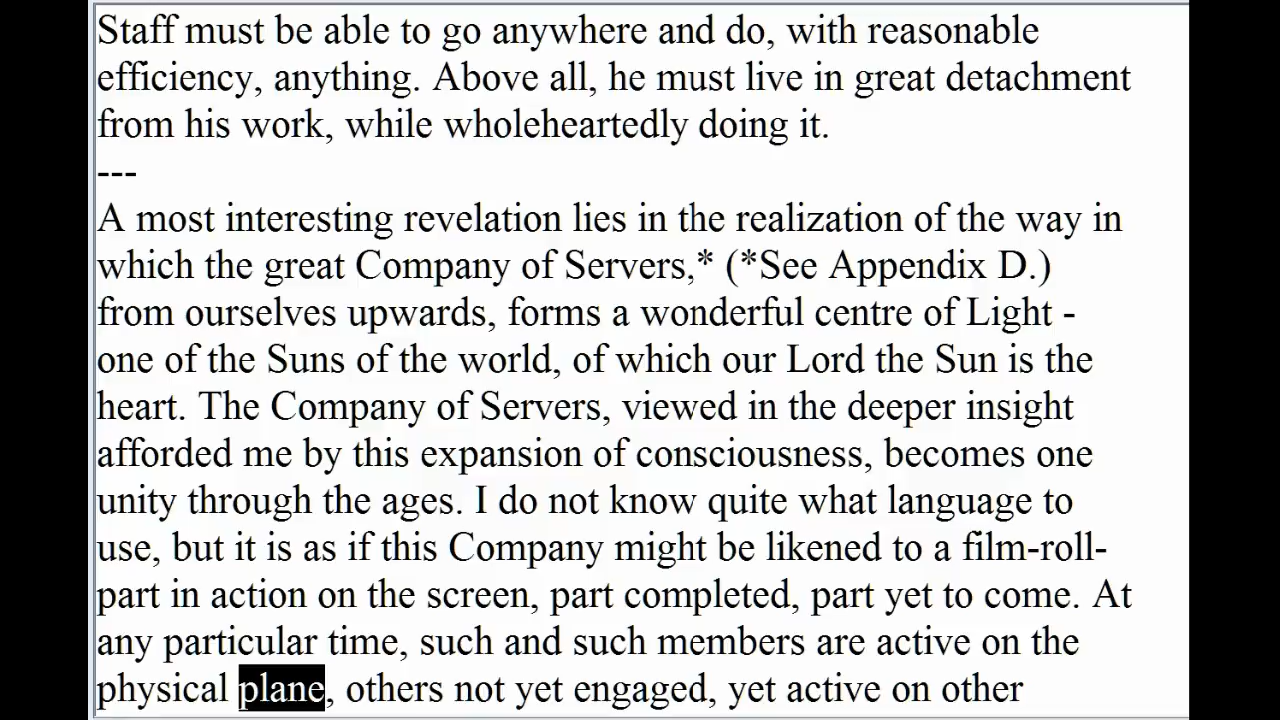 Staff must be able to go anywhere and do, with reasonable
efficiency, anything. Above all, he must live in great detachment
from his work, while wholeheartedly doing it.
---
A most interesting revelation lies in the realization of the way in
which the great Company of Servers,* (*See Appendix D.)
from ourselves upwards, forms a wonderful centre of Light -
one of the Suns of the world, of which our Lord the Sun is the
heart. The Company of Servers, viewed in the deeper insight
afforded me by this expansion of consciousness, becomes one
unity through the ages. I do not know quite what language to
use, but it is as if this Company might be likened to a film-roll-
part in action on the screen, part completed, part yet to come. At
any particular time, such and such members are active on the
physical plane, others not yet engaged, yet active on other